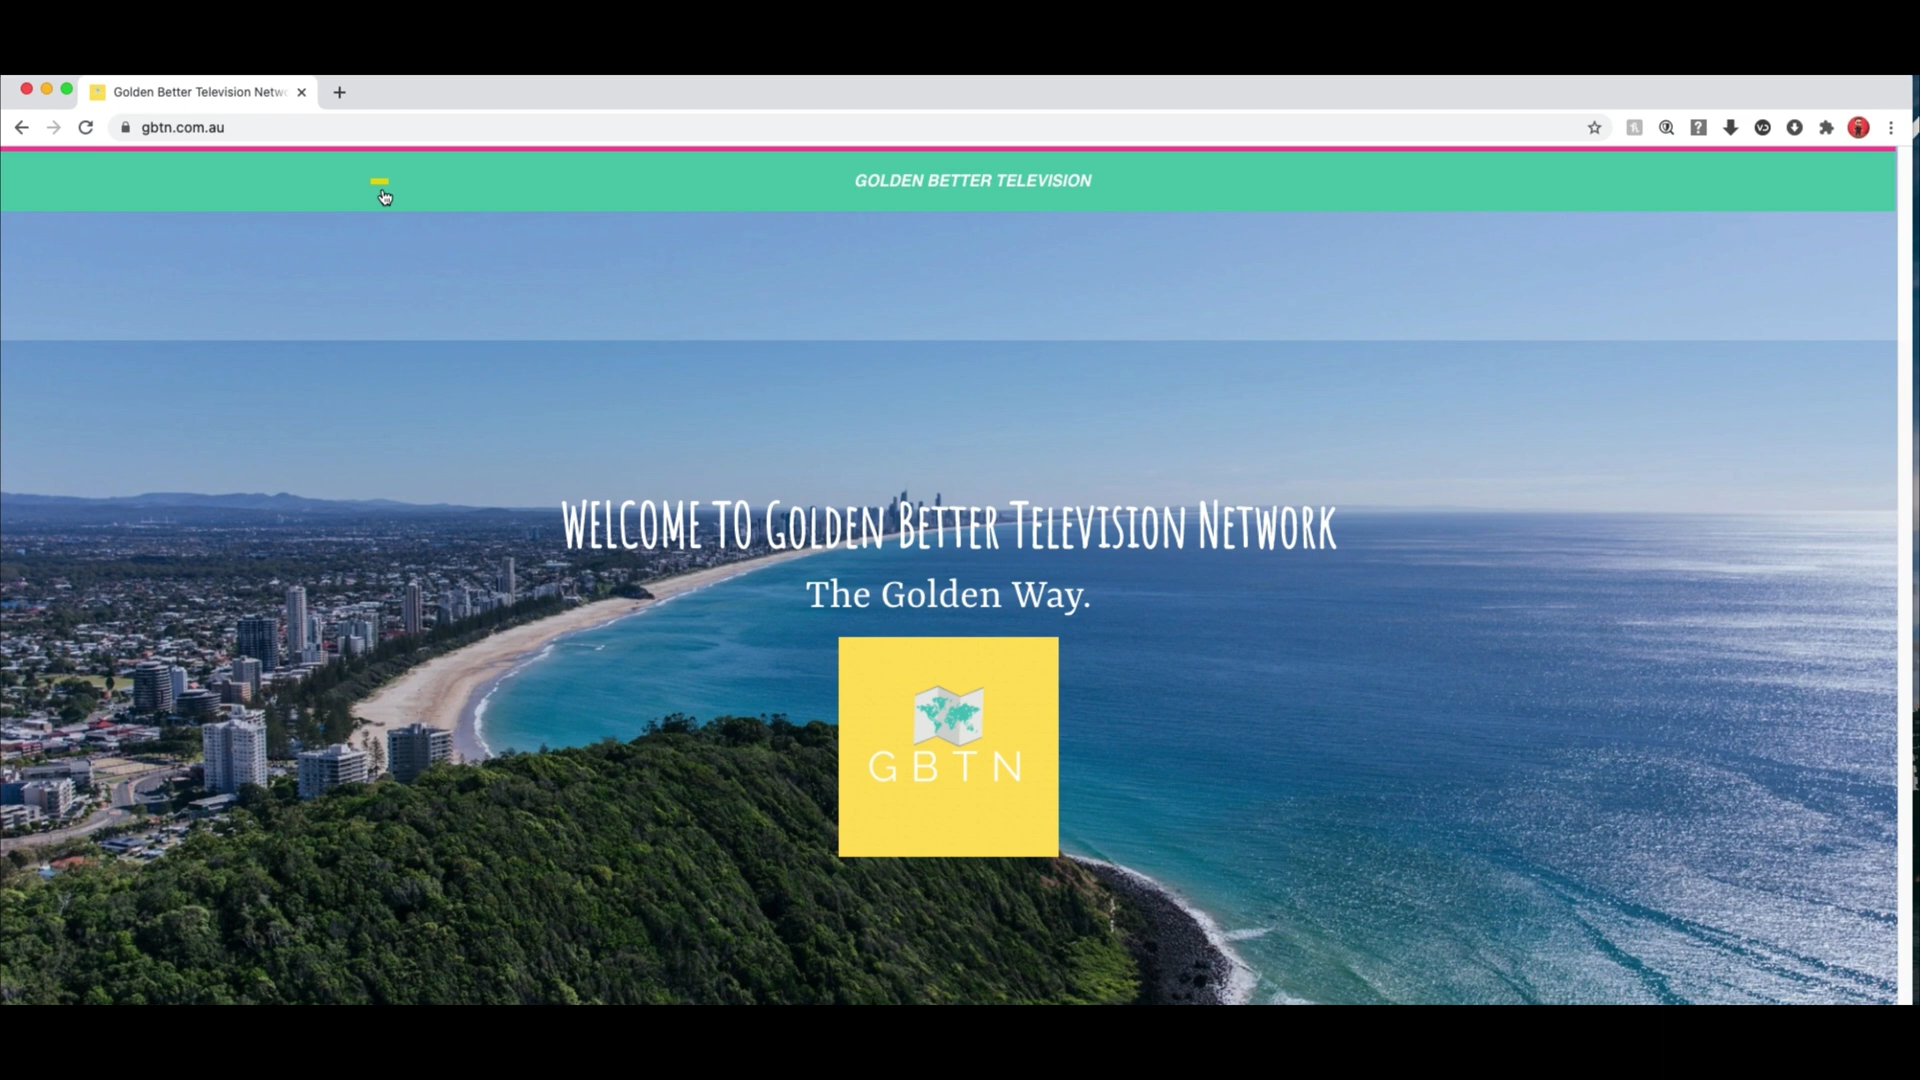 Golden Better Television Netw
gbtn.com.au
GOLDEN BETTER TELEVISION
WELCOME TO GOLDEN BETTER TELEVISION NETWORK
The Golden Way.
GBTN